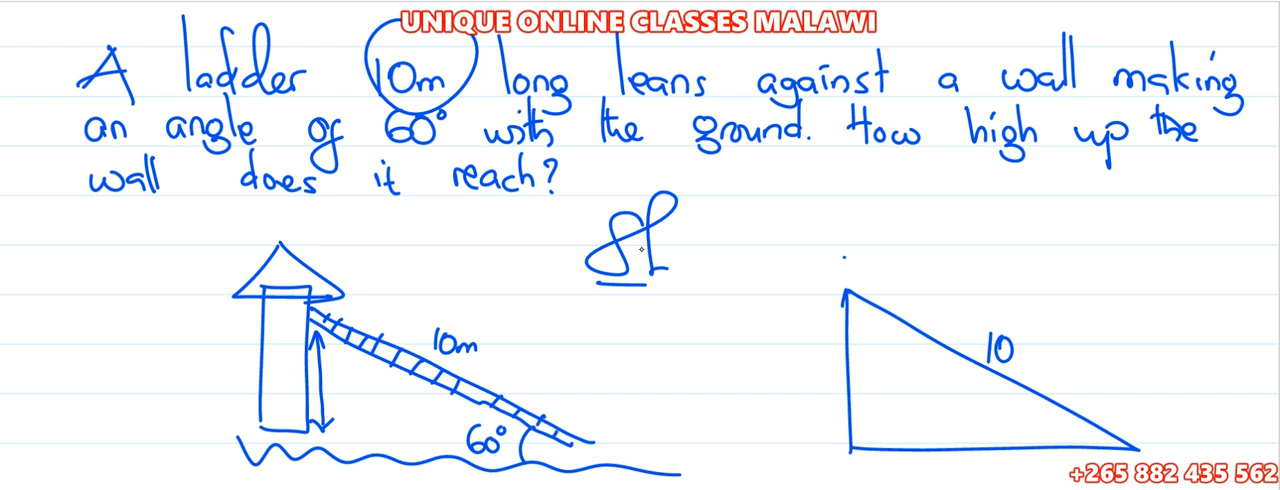 UNIQUE ONLINE CLASSES MALAWI
A ladder 10m long leans against a wall making
an angle of 60° with the ground. How high up the
wall does it reach?
10m
10
60°
+265 882 435 562